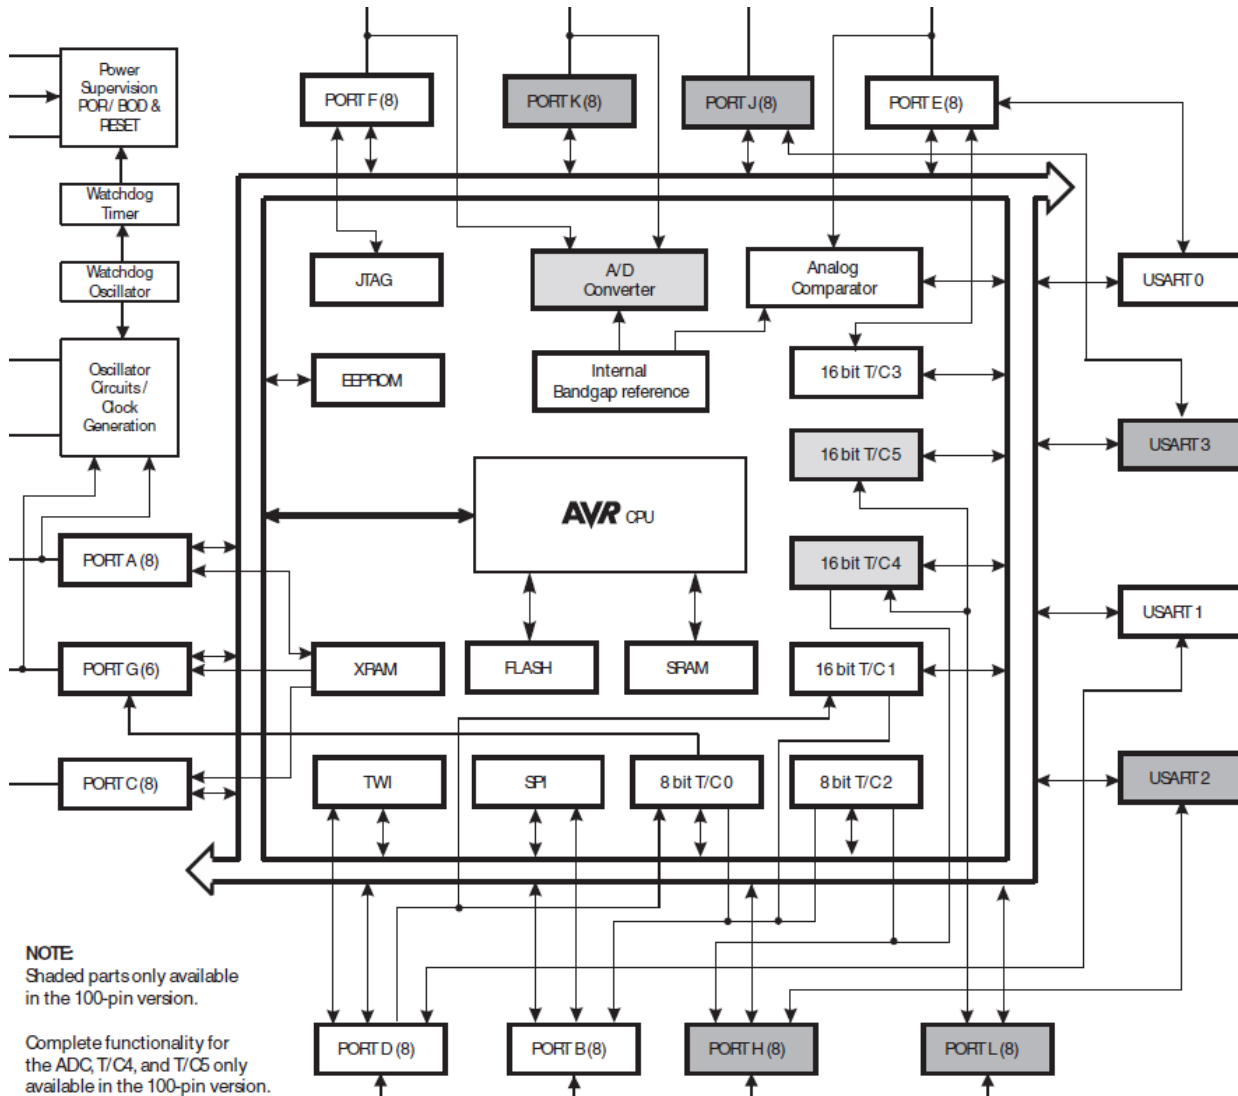 Power
Supervision
POR/ BOD &
RESET
PORT F (8)
PORT K (8)
PORT J (8)
PORT E (8)
Watchdog
Timer
Watchdog
Oscillator
JTAG
A/D
Converter
Analog
Comparator
USART 0
Oscillator
Circuits /
Clock
Generation
EEPROM
Internal
Bandgap reference
16 bit T/C 3
USART 3
16 bit T/C 5
AVR CPU
PORT A (8)
16 bit T/C 4
USART 1
PORT G (6)
XRAM
FLASH
SRAM
16 bit T/C 1
PORT C (8)
TWI
SPI
8 bit T/C 0
8 bit T/C 2
USART 2
NOTE:
Shaded parts only available
in the 100-pin version.
Complete functionality for
the ADC, T/C4, and T/C5 only
available in the 100-pin version.
PORT D (8)
PORT B (8)
PORT H (8)
PORT L (8)